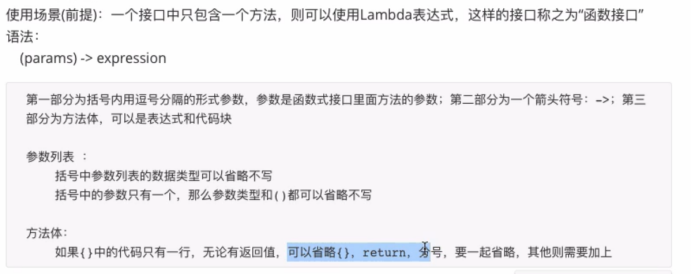 使用场景(前提)：一个接口中只包含一个方法，则可以使用Lambda表达式，这样的接口称之为“函数接口”
语法：
(params) -> expression
第一部分为括号内用逗号分隔的形式参数，参数是函数式接口里面方法的参数；第二部分为一个箭头符号：->；第三
部分为方法体，可以是表达式和代码块
参数列表 ：
括号中参数列表的数据类型可以省略不写
括号中的参数只有一个，那么参数类型和()都可以省略不写
方法体：
如果{}中的代码只有一行，无论有返回值，可以省略{}，return，分号，要一起省略，其他则需要加上